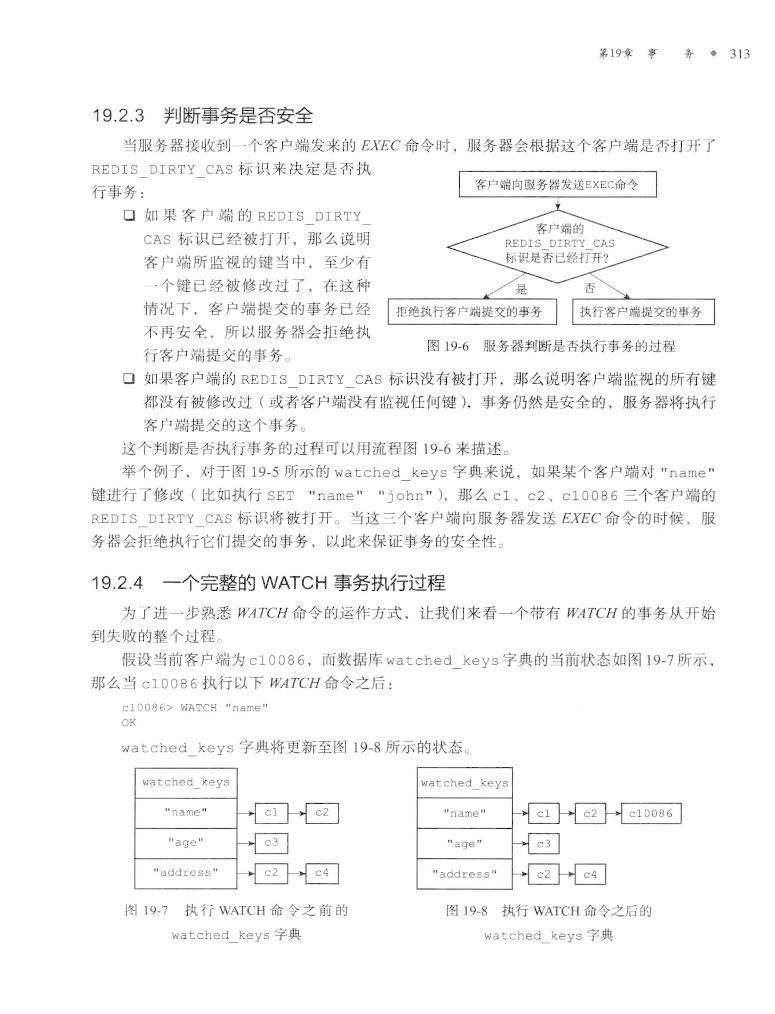 第19章 事 务 ◆ 313
19.2.3 判断事务是否安全
当服务器接收到一个客户端发来的 EXEC 命令时，服务器会根据这个客户端是否打开了
REDIS_DIRTY_CAS 标识来决定是否执
行事务：
❑ 如果客户端的 REDIS_DIRTY_
CAS 标识已经被打开，那么说明
客户端所监视的键当中，至少有
一个键已经被修改过了，在这种
情况下，客户端提交的事务已经
不再安全，所以服务器会拒绝执
行客户端提交的事务。
客户端向服务器发送EXEC命令
客户端的
REDIS_DIRTY_CAS
标识是否已经打开?
是 否
拒绝执行客户端提交的事务 执行客户端提交的事务
图 19-6 服务器判断是否执行事务的过程
❑ 如果客户端的 REDIS_DIRTY_CAS 标识没有被打开，那么说明客户端监视的所有键
都没有被修改过（或者客户端没有监视任何键），事务仍然是安全的，服务器将执行
客户端提交的这个事务。
这个判断是否执行事务的过程可以用流程图 19-6 来描述。
举个例子，对于图 19-5 所示的 watched_keys 字典来说，如果某个客户端对 "name"
键进行了修改（比如执行 SET "name" "john"），那么 c1、c2、c10086 三个客户端的
REDIS_DIRTY_CAS 标识将被打开。当这三个客户端向服务器发送 EXEC 命令的时候，服
务器会拒绝执行它们提交的事务，以此来保证事务的安全性。
19.2.4 一个完整的 WATCH 事务执行过程
为了进一步熟悉 WATCH 命令的运作方式，让我们来看一个带有 WATCH 的事务从开始
到失败的整个过程。
假设当前客户端为 c10086，而数据库 watched_keys 字典的当前状态如图 19-7 所示，
那么当 c10086 执行以下 WATCH 命令之后：
c10086> WATCH "name"
OK
watched_keys 字典将更新至图 19-8 所示的状态。
watched_keys
"name" c1 c2
"age" c3
"address" c2 c4
图 19-7 执行 WATCH 命令之前的
watched_keys 字典
watched_keys
"name" c1 c2 c10086
"age" c3
"address" c2 c4
图 19-8 执行 WATCH 命令之后的
watched_keys 字典